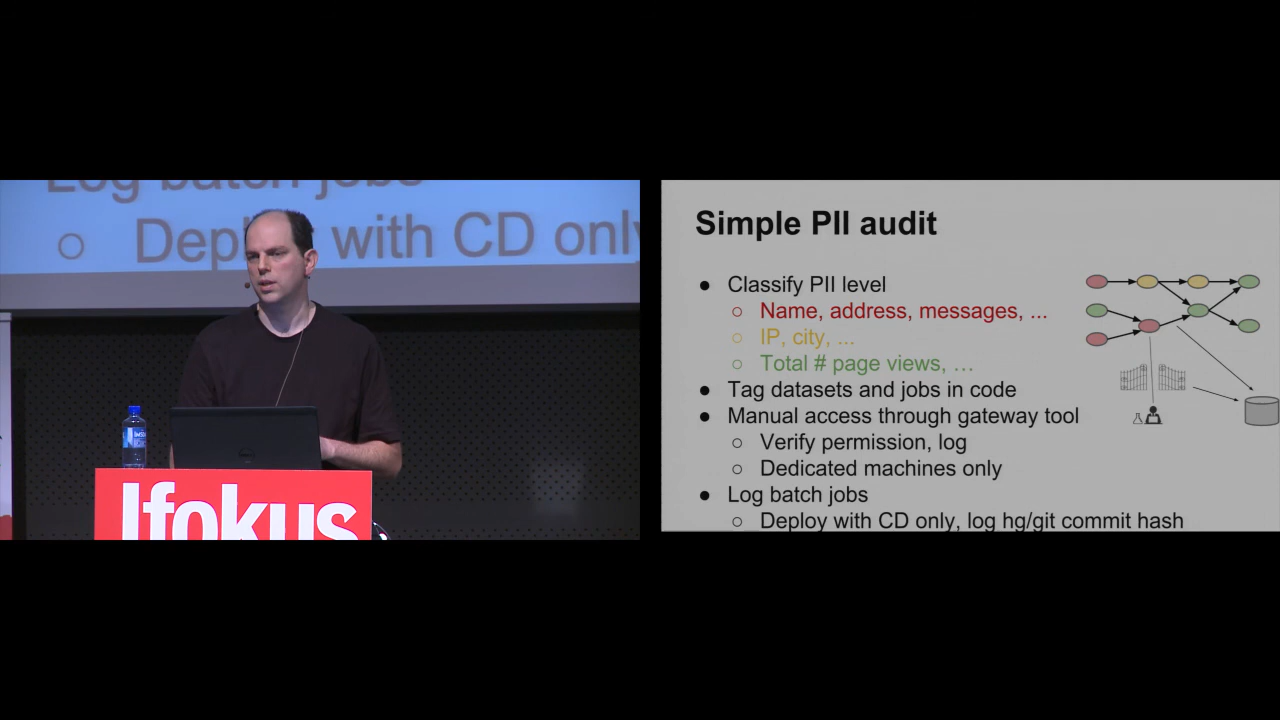 Log batch jobs
○ Deploy with CD only
Jfokus
Simple PII audit
● Classify PII level
○ Name, address, messages, ...
○ IP, city, ...
○ Total # page views, …
● Tag datasets and jobs in code
● Manual access through gateway tool
○ Verify permission, log
○ Dedicated machines only
● Log batch jobs
○ Deploy with CD only, log hg/git commit hash